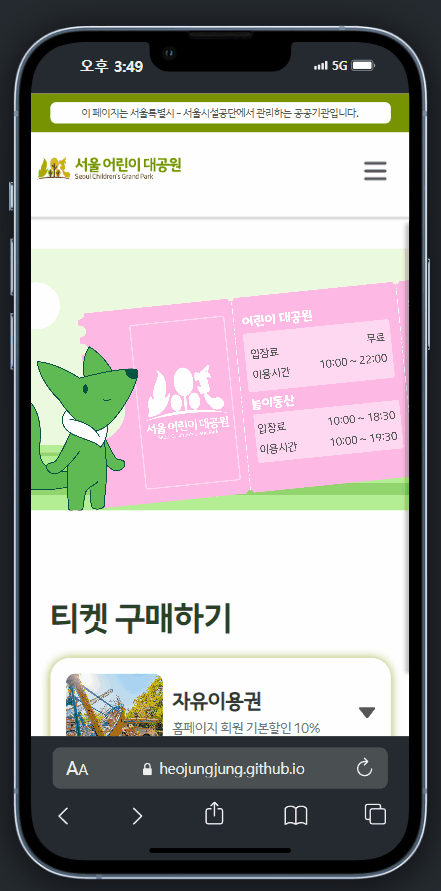 오후 3:49
5G
이 페이지는 서울특별시 - 서울시설공단에서 관리하는 공공기관입니다.
서울 어린이 대공원
Seoul Children's Grand Park
어린이 대공원
입장료 무료
이용시간 10:00 ~ 22:00
놀이동산
입장료 10:00 ~ 18:30
이용시간 10:00 ~ 19:30
서울 어린이 대공원
티켓 구매하기
자유이용권
홈페이지 회원 기본할인 10%
AA
heojungjung.github.io